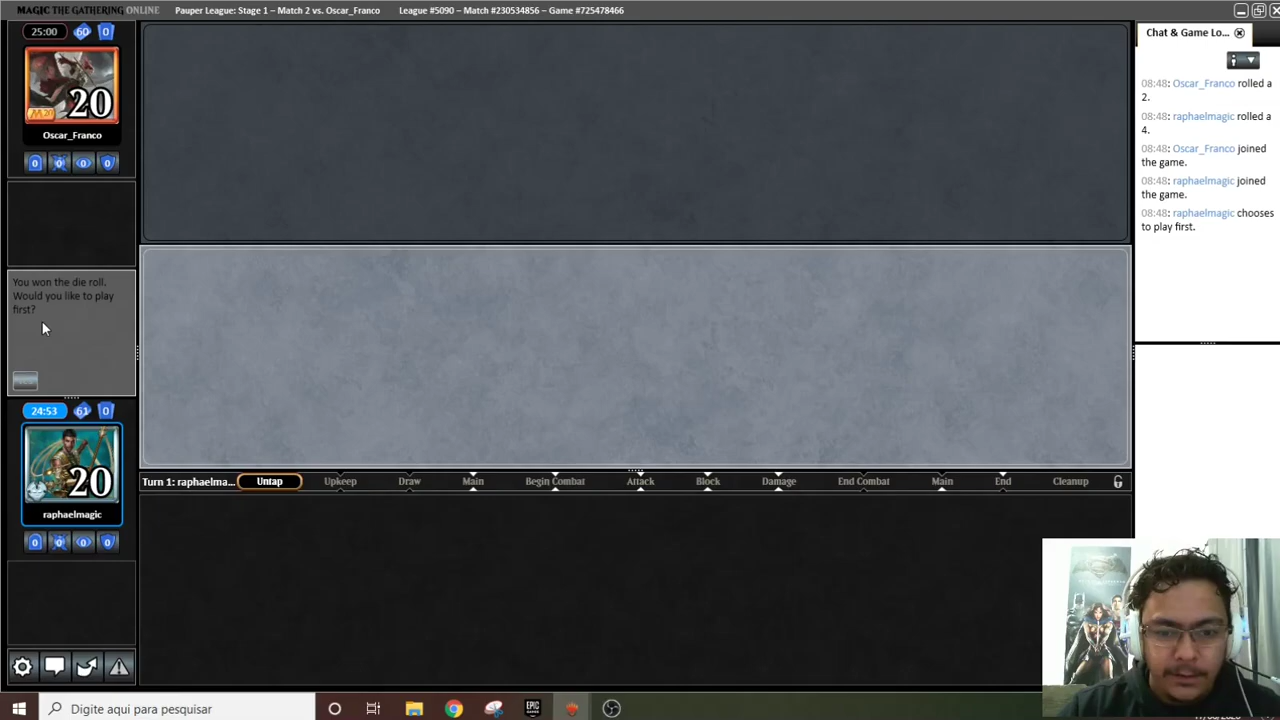 MAGIC THE GATHERING ONLINE
Pauper League: Stage 1 – Match 2 vs. Oscar_Franco
League #5090 – Match #230534856 – Game #725478466
25:00 60 0
20
Oscar_Franco
0 0 0 0
You won the die roll.
Would you like to play
first?
24:53 61 0
20
raphaelmagic
0 0 0 0
Turn 1: raphaelma... Untap Upkeep Draw Main Begin Combat Attack Block Damage End Combat Main End Cleanup
Chat & Game Lo...
08:48: Oscar_Franco rolled a
2.
08:48: raphaelmagic rolled a
4.
08:48: Oscar_Franco joined
the game.
08:48: raphaelmagic joined
the game.
08:48: raphaelmagic chooses
to play first.
Digite aqui para pesquisar
EPIC